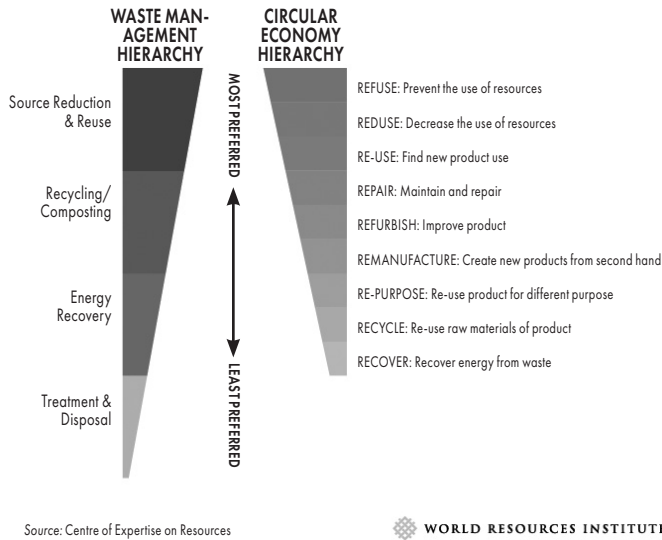 WASTE MAN-
AGEMENT
HIERARCHY
CIRCULAR
ECONOMY
HIERARCHY
Source Reduction
& Reuse
Recycling/
Composting
Energy
Recovery
Treatment &
Disposal
MOST PREFERRED
LEAST PREFERRED
REFUSE: Prevent the use of resources
REDUSE: Decrease the use of resources
RE-USE: Find new product use
REPAIR: Maintain and repair
REFURBISH: Improve product
REMANUFACTURE: Create new products from second hand
RE-PURPOSE: Re-use product for different purpose
RECYCLE: Re-use raw materials of product
RECOVER: Recover energy from waste
Source: Centre of Expertise on Resources
WORLD RESOURCES INSTITUTE